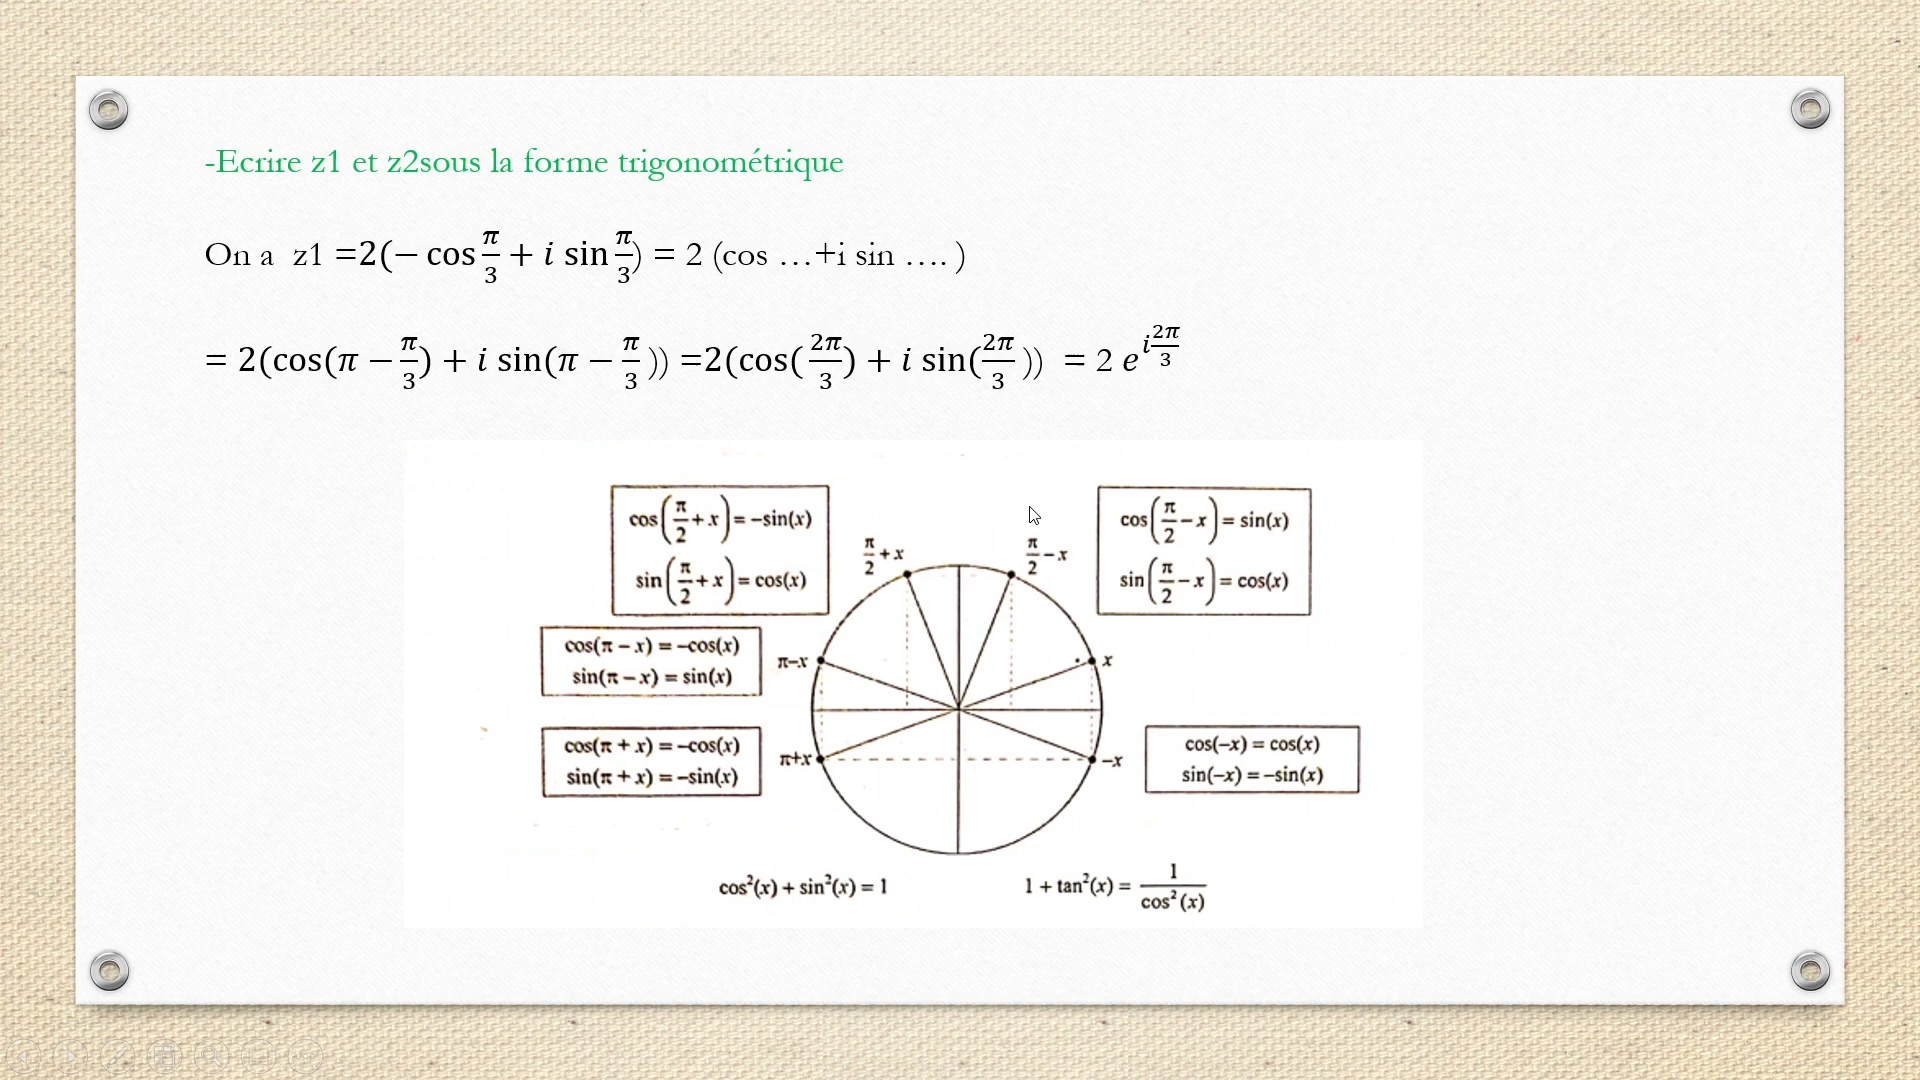 -Ecrire z1 et z2sous la forme trigonométrique
On a z1 =2(− cos π/3 + i sin π/3) = 2 (cos …+i sin …. )
= 2(cos(π − π/3) + i sin(π − π/3 )) =2(cos( 2π/3) + i sin(2π/3 )) = 2 e^(i 2π/3)
cos(π/2 + x) = −sin(x)
sin(π/2 + x) = cos(x)
π/2 + x
π/2 − x
cos(π/2 − x) = sin(x)
sin(π/2 − x) = cos(x)
cos(π − x) = −cos(x)
sin(π − x) = sin(x)
π−x
x
cos(π + x) = −cos(x)
sin(π + x) = −sin(x)
π+x
−x
cos(−x) = cos(x)
sin(−x) = −sin(x)
cos²(x) + sin²(x) = 1
1 + tan²(x) = 1/cos²(x)